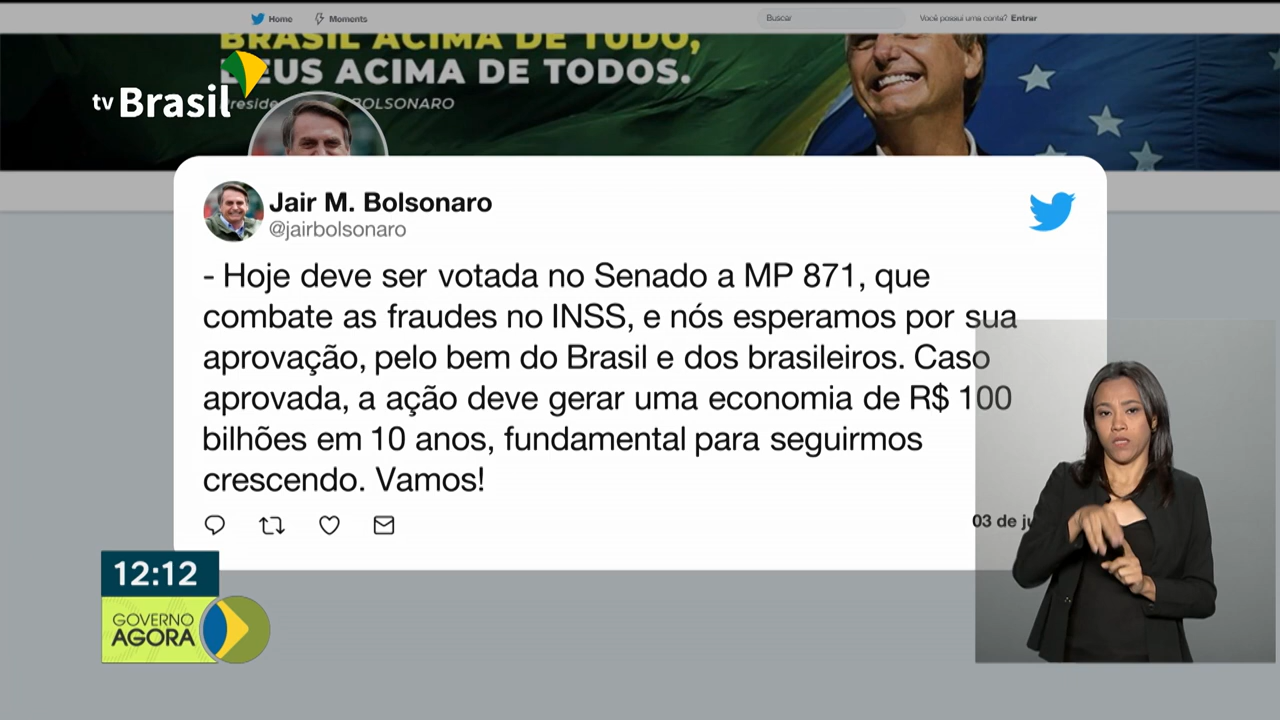 Home
Moments
Buscar
Você possui uma conta? Entrar
BRASIL ACIMA DE TUDO,
DEUS ACIMA DE TODOS.
BOLSONARO
tv Brasil
Jair M. Bolsonaro
@jairbolsonaro
- Hoje deve ser votada no Senado a MP 871, que
combate as fraudes no INSS, e nós esperamos por sua
aprovação, pelo bem do Brasil e dos brasileiros. Caso
aprovada, a ação deve gerar uma economia de R$ 100
bilhões em 10 anos, fundamental para seguirmos
crescendo. Vamos!
03 de
12:12
GOVERNO
AGORA